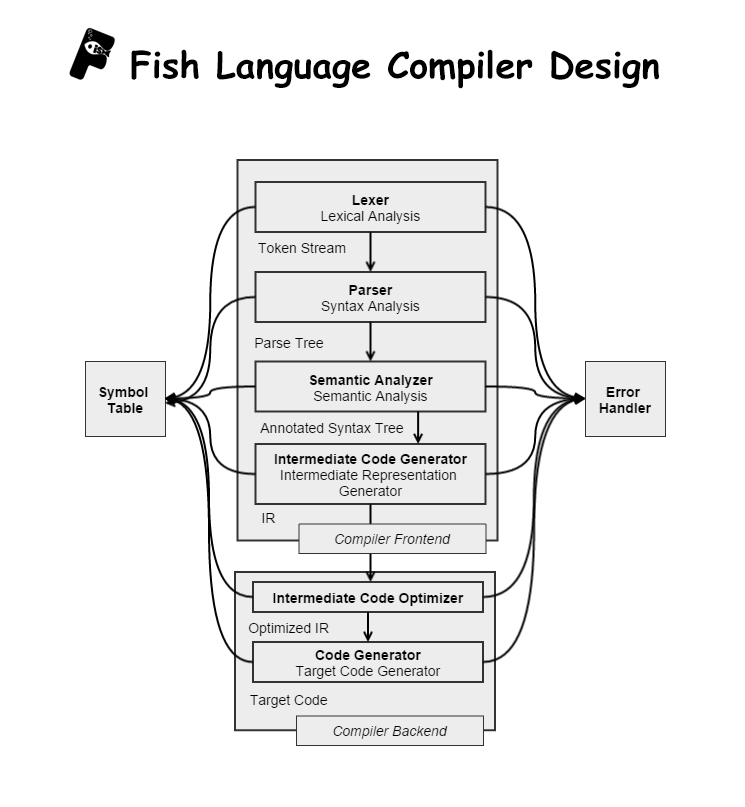 Fish Language Compiler Design
Lexer
Lexical Analysis
Token Stream
Parser
Syntax Analysis
Parse Tree
Symbol
Table
Semantic Analyzer
Semantic Analysis
Error
Handler
Annotated Syntax Tree
Intermediate Code Generator
Intermediate Representation
Generator
IR
Compiler Frontend
Intermediate Code Optimizer
Optimized IR
Code Generator
Target Code Generator
Target Code
Compiler Backend